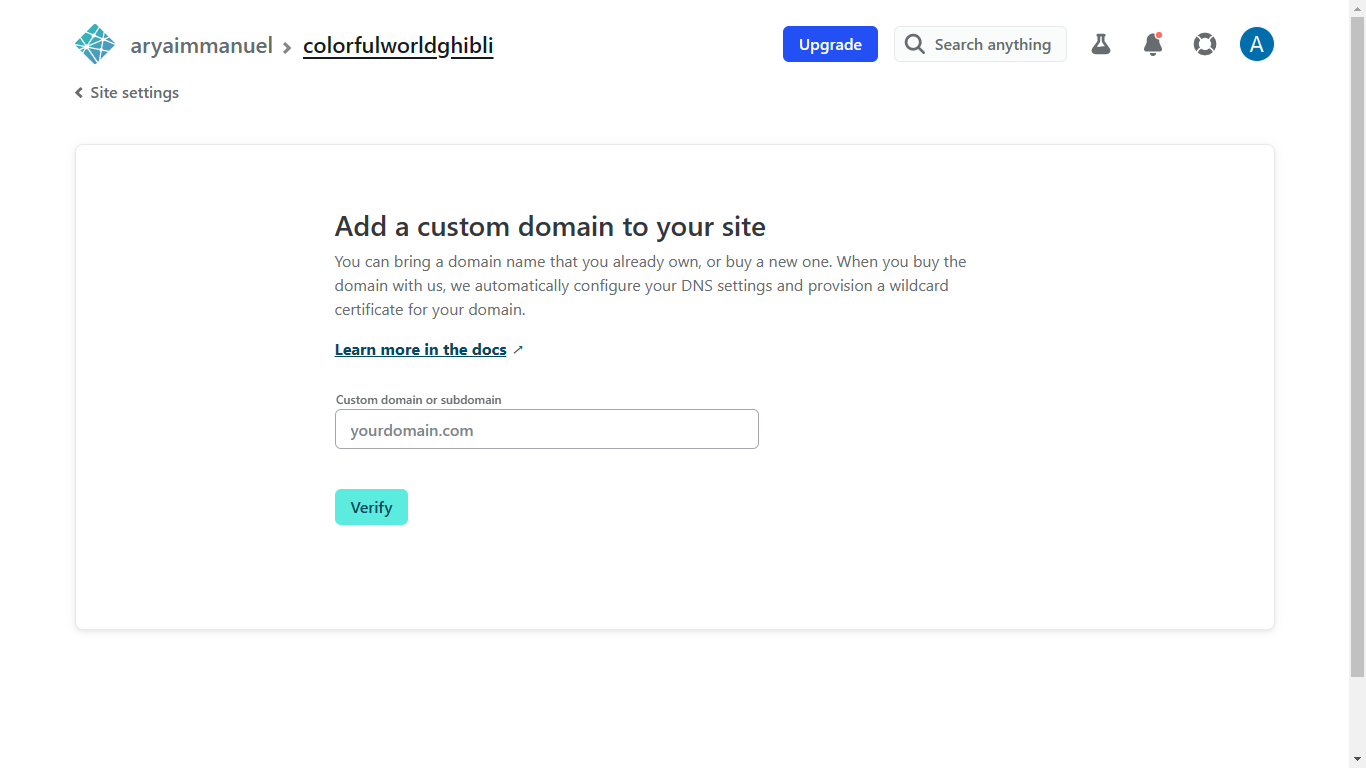 aryaimmanuel > colorfulworldghibli
Upgrade
Search anything
A
Site settings
Add a custom domain to your site
You can bring a domain name that you already own, or buy a new one. When you buy the
domain with us, we automatically configure your DNS settings and provision a wildcard
certificate for your domain.
Learn more in the docs
Custom domain or subdomain
yourdomain.com
Verify